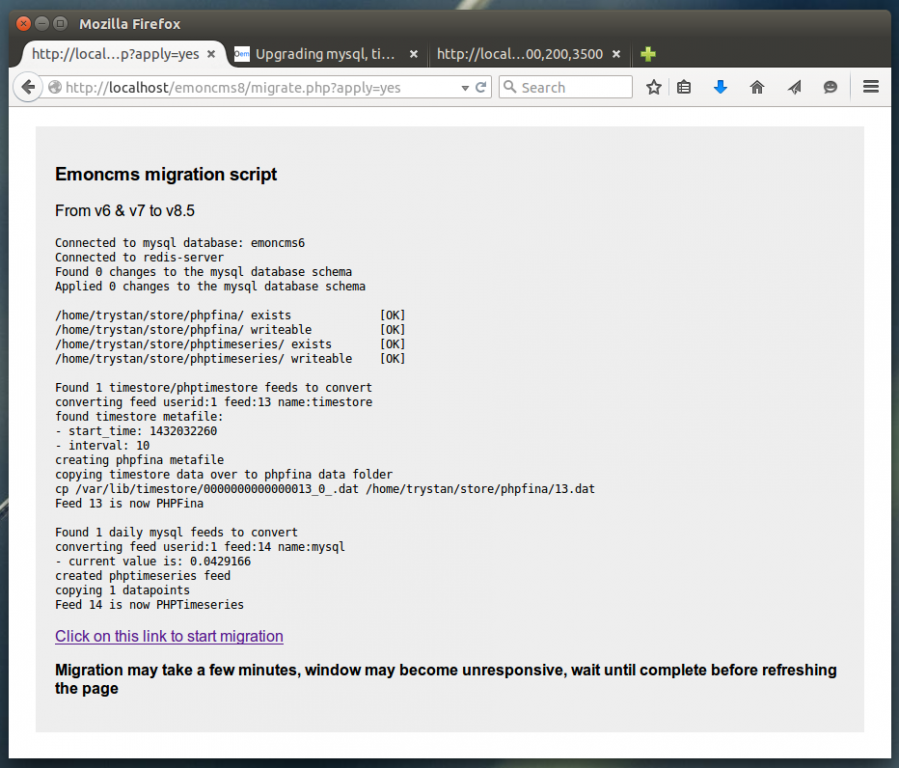 Mozilla Firefox
http://local...p?apply=yes
Upgrading mysql, ti...
http://local....00,200,3500
http://localhost/emoncms8/migrate.php?apply=yes
Search
Emoncms migration script
From v6 & v7 to v8.5
Connected to mysql database: emoncms6
Connected to redis-server
Found 0 changes to the mysql database schema
Applied 0 changes to the mysql database schema
/home/trystan/store/phpfina/ exists [OK]
/home/trystan/store/phpfina/ writeable [OK]
/home/trystan/store/phptimeseries/ exists [OK]
/home/trystan/store/phptimeseries/ writeable [OK]
Found 1 timestore/phptimestore feeds to convert
converting feed userid:1 feed:13 name:timestore
found timestore metafile:
- start_time: 1432032260
- interval: 10
creating phpfina metafile
copying timestore data over to phpfina data folder
cp /var/lib/timestore/0000000000000013_0_.dat /home/trystan/store/phpfina/13.dat
Feed 13 is now PHPFina
Found 1 daily mysql feeds to convert
converting feed userid:1 feed:14 name:mysql
- current value is: 0.0429166
created phptimeseries feed
copying 1 datapoints
Feed 14 is now PHPTimeseries
Click on this link to start migration
Migration may take a few minutes, window may become unresponsive, wait until complete before refreshing
the page